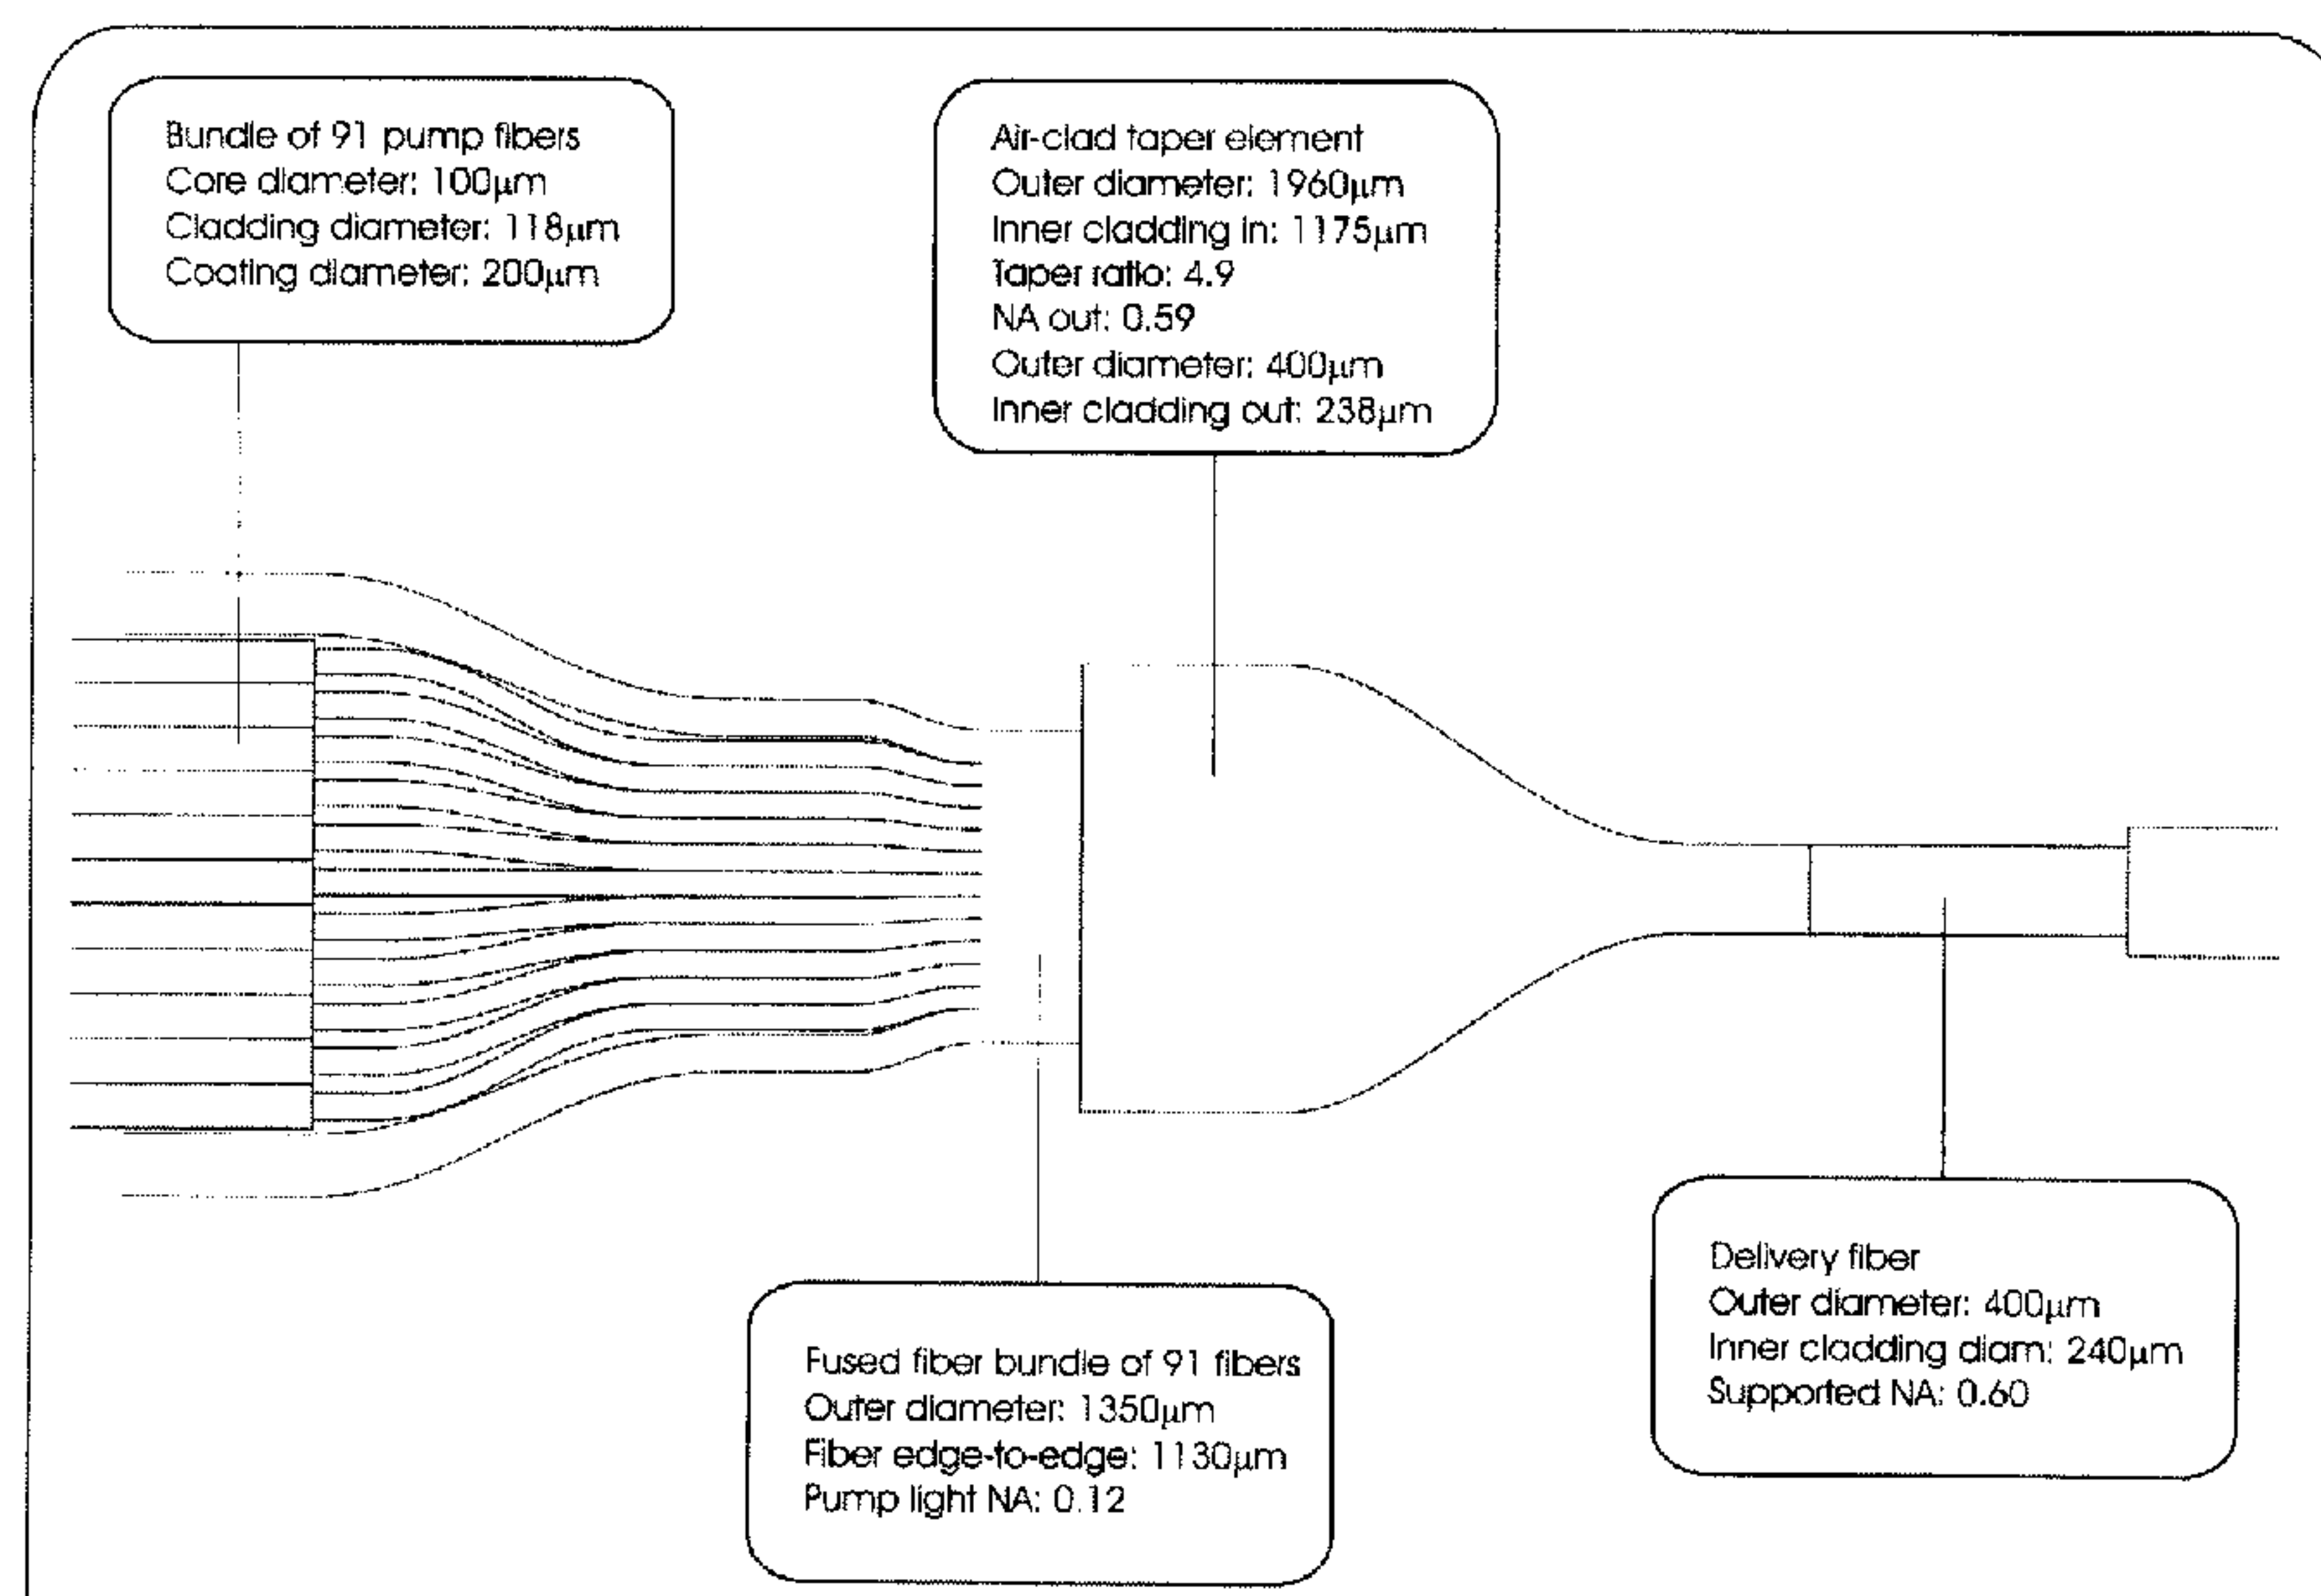 Bundle of 91 pump fibers
Core diameter: 100μm
Cladding diameter: 118μm
Coating diameter: 200μm
Air-clad taper element
Outer diameter: 1960μm
Inner cladding in: 1175μm
Taper ratio: 4.9
NA out: 0.59
Outer diameter: 400μm
Inner cladding out: 238μm
Fused fiber bundle of 91 fibers
Outer diameter: 1350μm
Fiber edge-to-edge: 1130μm
Pump light NA: 0.12
Delivery fiber
Outer diameter: 400μm
Inner cladding diam: 240μm
Supported NA: 0.60